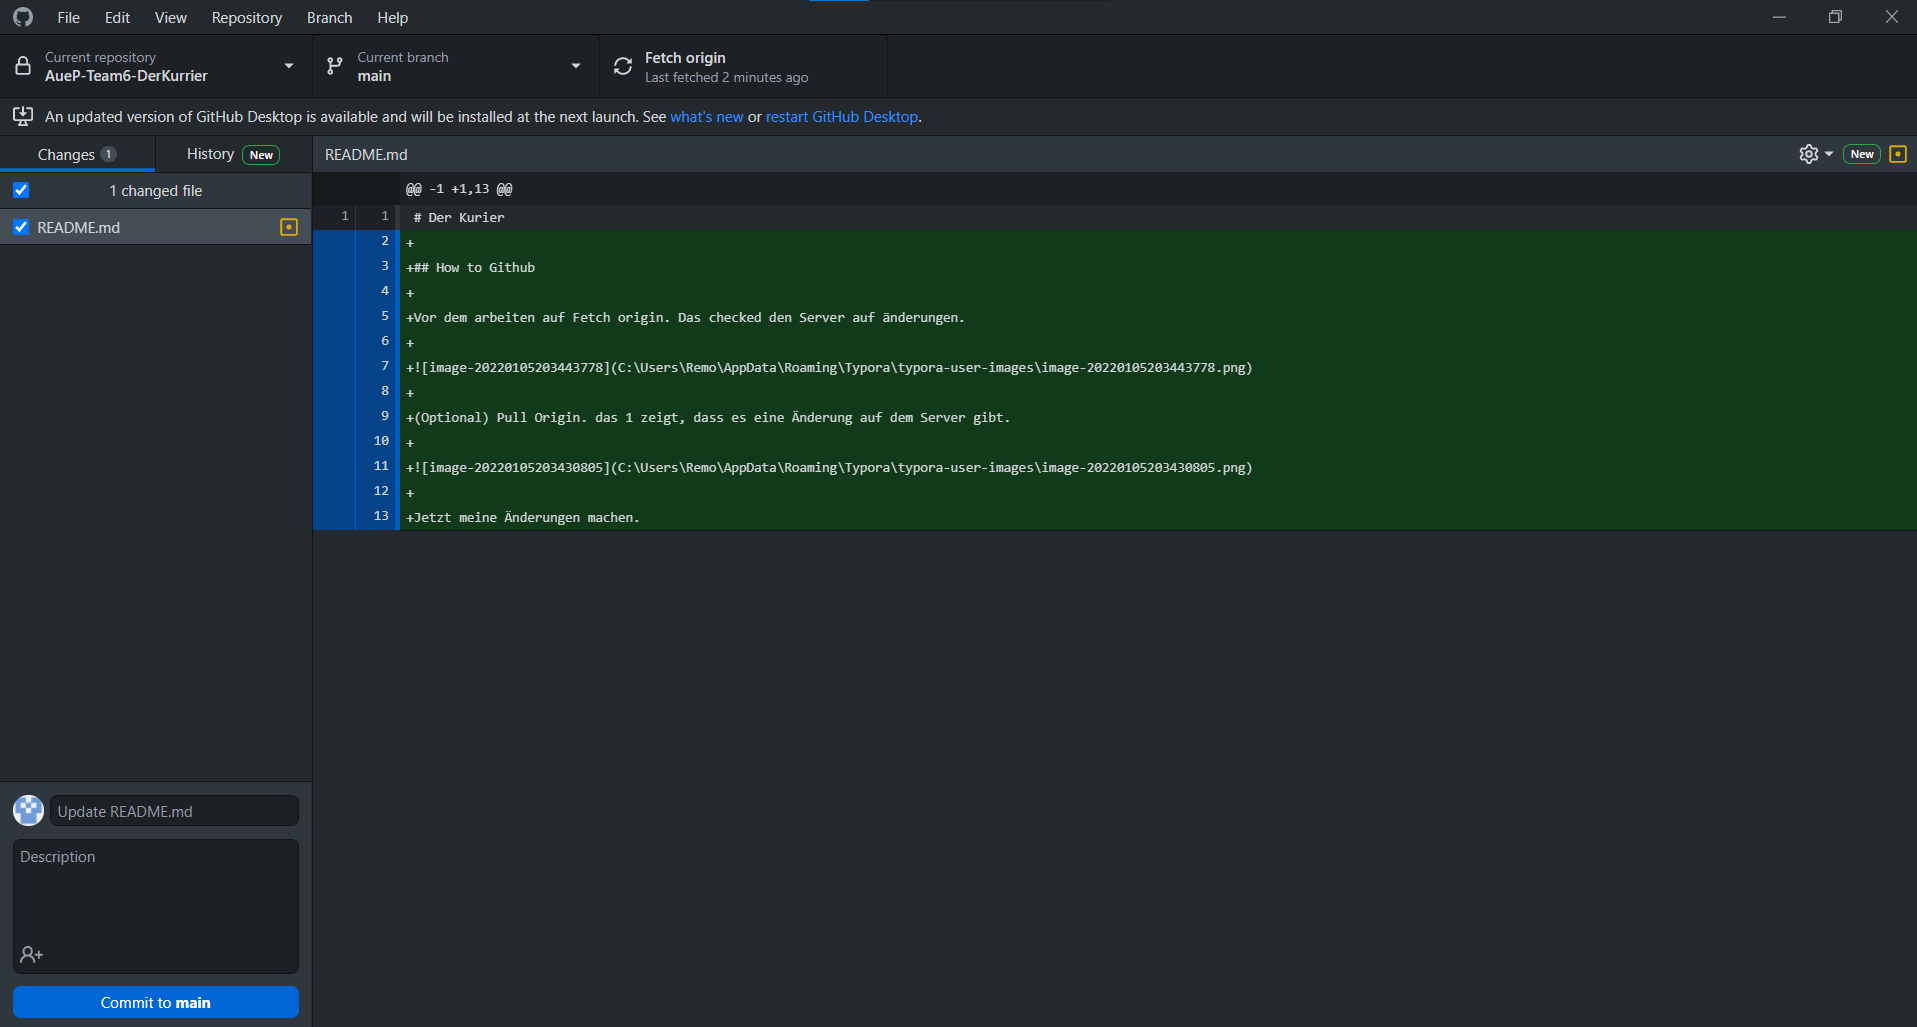 File Edit View Repository Branch Help
Current repository
AueP-Team6-DerKurrier
Current branch
main
Fetch origin
Last fetched 2 minutes ago
An updated version of GitHub Desktop is available and will be installed at the next launch. See what's new or restart GitHub Desktop.
Changes 1
History New
README.md
New
1 changed file
README.md
@@ -1 +1,13 @@
1 1 # Der Kurier
2 +
3 +## How to Github
4 +
5 +Vor dem arbeiten auf Fetch origin. Das checked den Server auf änderungen.
6 +
7 +![image-20220105203443778](C:\Users\Remo\AppData\Roaming\Typora\typora-user-images\image-20220105203443778.png)
8 +
9 +(Optional) Pull Origin. das 1 zeigt, dass es eine Änderung auf dem Server gibt.
10 +
11 +![image-20220105203430805](C:\Users\Remo\AppData\Roaming\Typora\typora-user-images\image-20220105203430805.png)
12 +
13 +Jetzt meine Änderungen machen.
Update README.md
Description
Commit to main